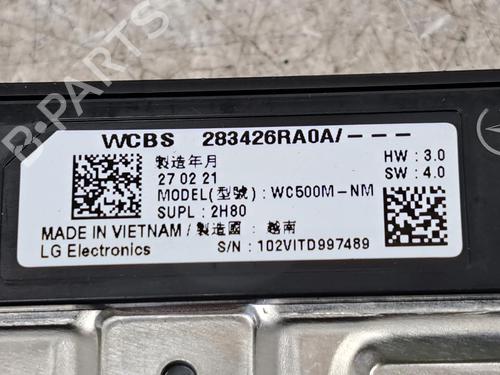 WCBS 283426RA0A/---
製造年月
27 02 21
MODEL(型號): WC500M-NM
SUPL : 2H80
HW : 3.0
SW : 4.0
MADE IN VIETNAM / 製造國 : 越南
LG Electronics
S/N : 102VITD997489
B-Parts